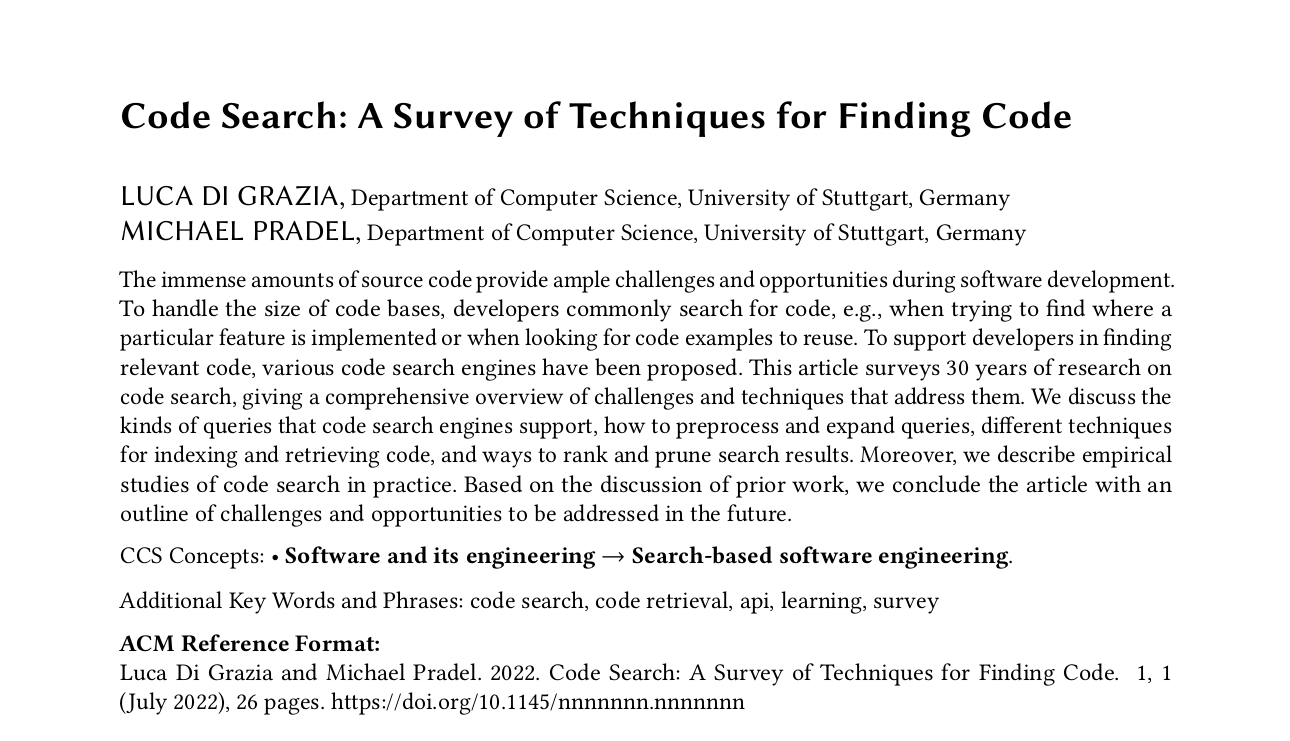 Code Search: A Survey of Techniques for Finding Code
LUCA DI GRAZIA, Department of Computer Science, University of Stuttgart, Germany
MICHAEL PRADEL, Department of Computer Science, University of Stuttgart, Germany
The immense amounts of source code provide ample challenges and opportunities during software development.
To handle the size of code bases, developers commonly search for code, e.g., when trying to find where a
particular feature is implemented or when looking for code examples to reuse. To support developers in finding
relevant code, various code search engines have been proposed. This article surveys 30 years of research on
code search, giving a comprehensive overview of challenges and techniques that address them. We discuss the
kinds of queries that code search engines support, how to preprocess and expand queries, different techniques
for indexing and retrieving code, and ways to rank and prune search results. Moreover, we describe empirical
studies of code search in practice. Based on the discussion of prior work, we conclude the article with an
outline of challenges and opportunities to be addressed in the future.
CCS Concepts: • Software and its engineering → Search-based software engineering.
Additional Key Words and Phrases: code search, code retrieval, api, learning, survey
ACM Reference Format:
Luca Di Grazia and Michael Pradel. 2022. Code Search: A Survey of Techniques for Finding Code. 1, 1
(July 2022), 26 pages. https://doi.org/10.1145/nnnnnnn.nnnnnnn